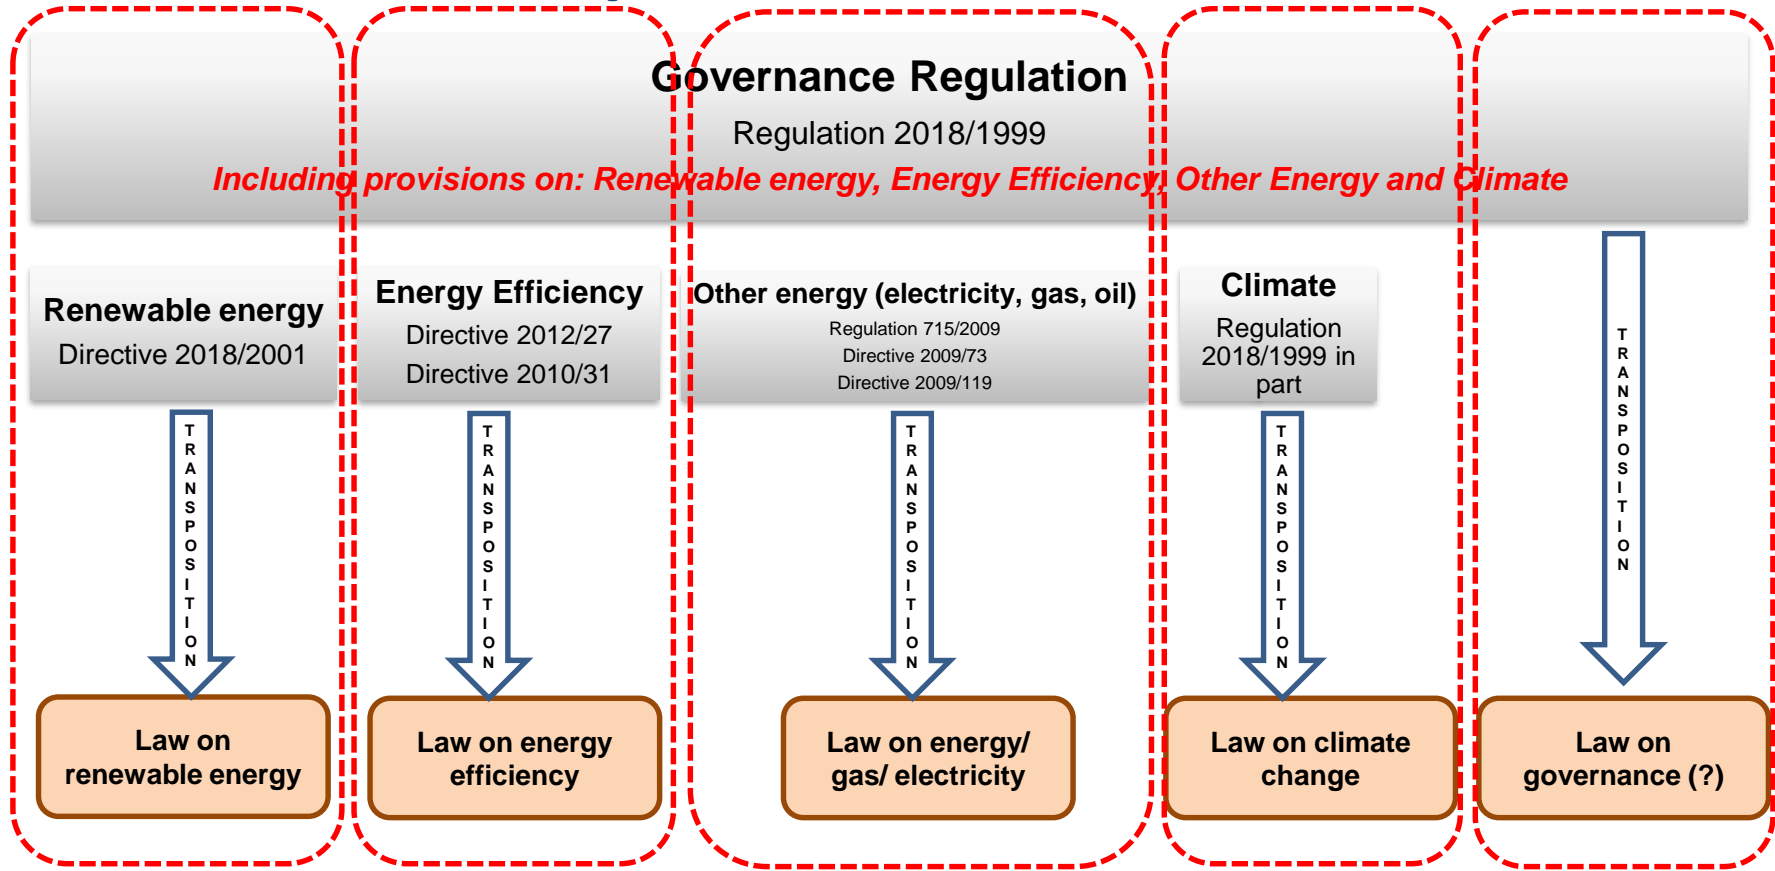 Governance Regulation
Regulation 2018/1999
Including provisions on: Renewable energy, Energy Efficiency, Other Energy and Climate
Renewable energy
Directive 2018/2001
Energy Efficiency
Directive 2012/27
Directive 2010/31
Other energy (electricity, gas, oil)
Regulation 715/2009
Directive 2009/73
Directive 2009/119
Climate
Regulation
2018/1999 in
part
TRANSPOSITION
TRANSPOSITION
TRANSPOSITION
TRANSPOSITION
TRANSPOSITION
Law on
renewable energy
Law on energy
efficiency
Law on energy/
gas/ electricity
Law on climate
change
Law on
governance (?)